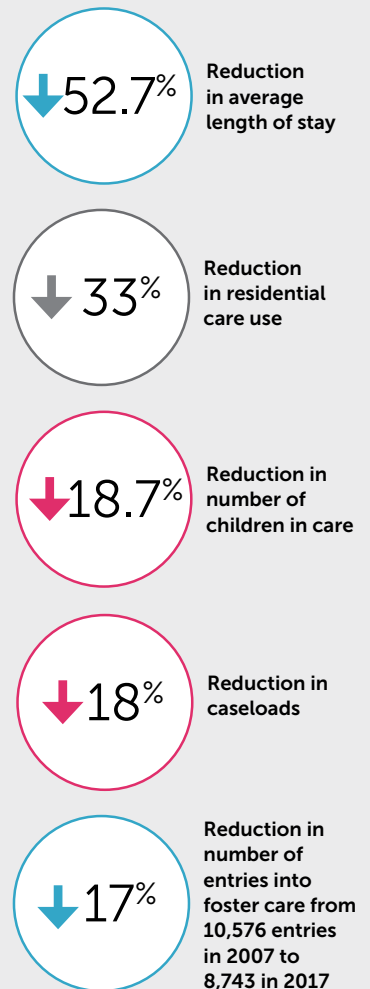 52.7%
Reduction
in average
length of stay
33%
Reduction
in residential
care use
18.7%
Reduction in
number of
children in care
18%
Reduction in
caseloads
17%
Reduction in
number of
entries into
foster care from
10,576 entries
in 2007 to
8,743 in 2017